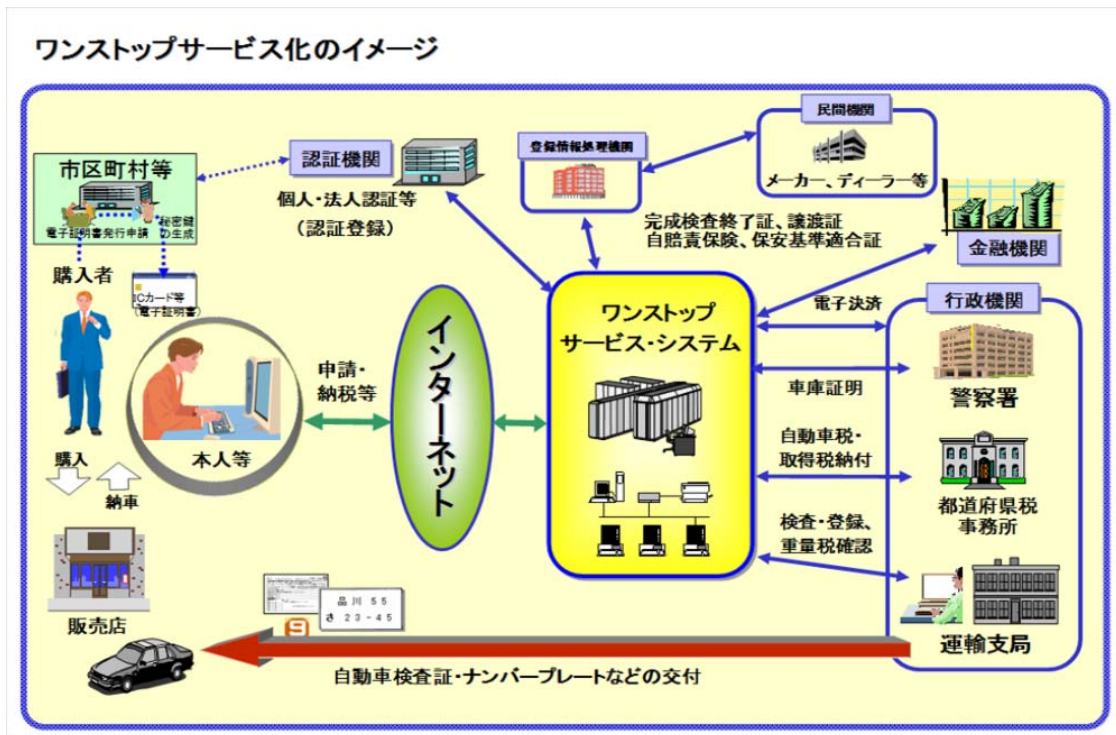 ワンストップサービス化のイメージ
市区町村等
電子証明書発行申請
秘密鍵
の生成
認証機関
個人・法人認証等
（認証登録）
登録情報処理機関
民間機関
メーカー、ディーラー等
完成検査終了証、譲渡証
自賠責保険、保安基準適合証
金融機関
電子決済
購入者
ICカード等
（電子証明書）
本人等
申請・
納税等
インターネット
ワンストップ
サービス・システム
行政機関
警察署
車庫証明
自動車税・
取得税納付
都道府県税
事務所
検査・登録、
重量税確認
運輸支局
購入
納車
販売店
品川 55
さ 23-45
自動車検査証・ナンバープレートなどの交付